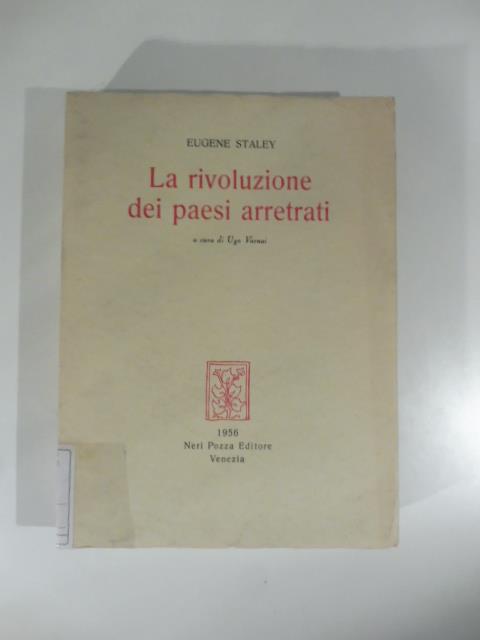 EUGENE STALEY
La rivoluzione
dei paesi arretrati
a cura di Ugo Varnai
1956
Neri Pozza Editore
Venezia